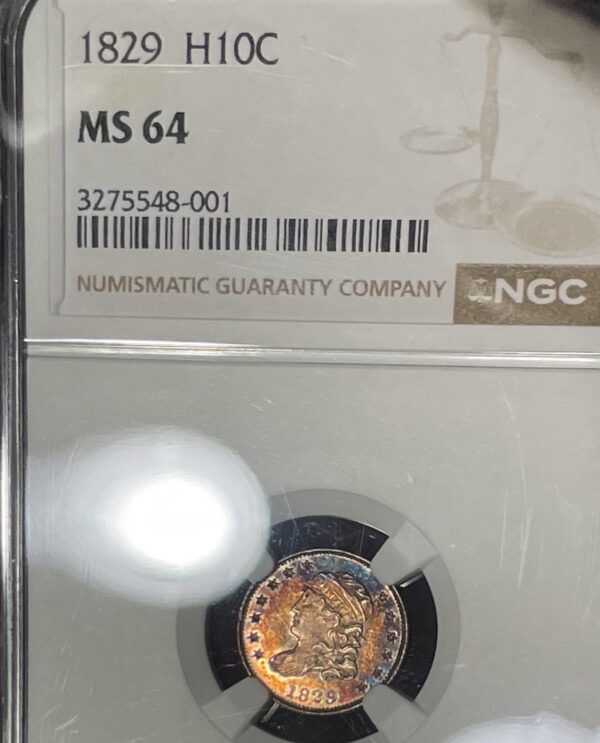 1829 H10C
MS 64
3275548-001
NUMISMATIC GUARANTY COMPANY NGC
1829